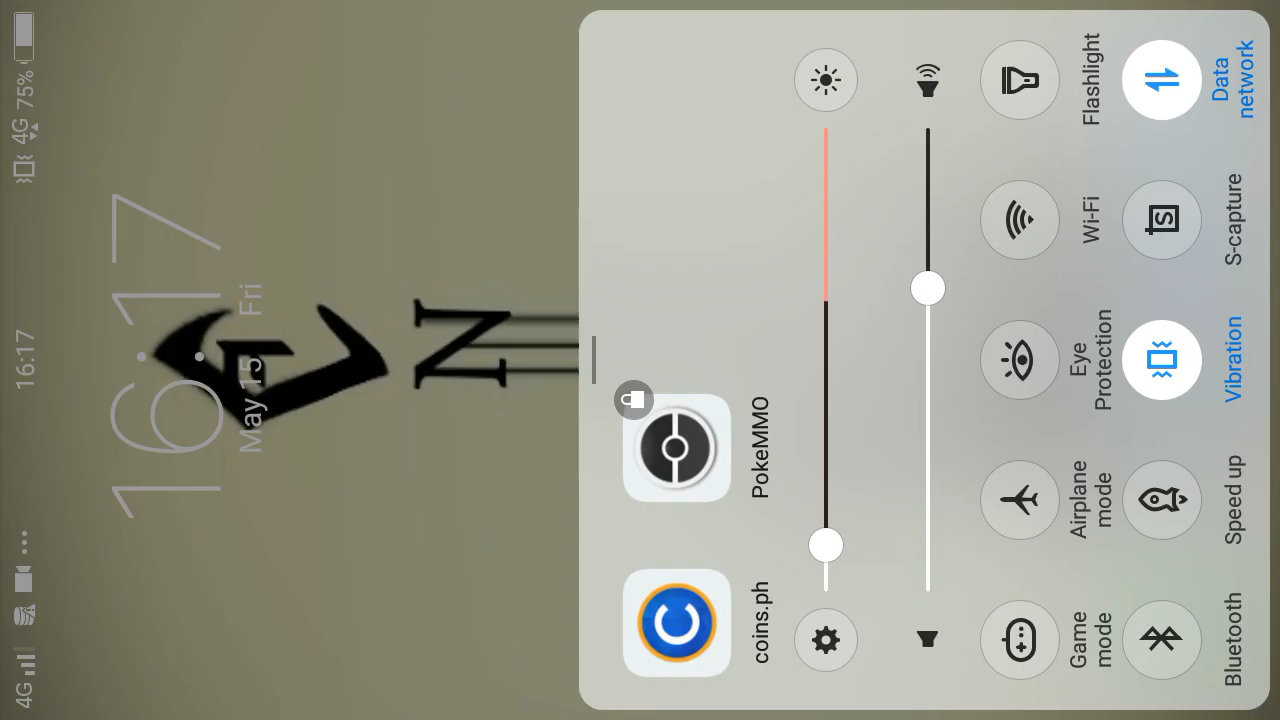 4G
16:17
4G 75%
16:17
May 15 Fri
N
coins.ph
PokeMMO
Game
mode
Airplane
mode
Eye
Protection
Wi-Fi
Flashlight
S
Bluetooth
Speed up
Vibration
S-capture
Data
network